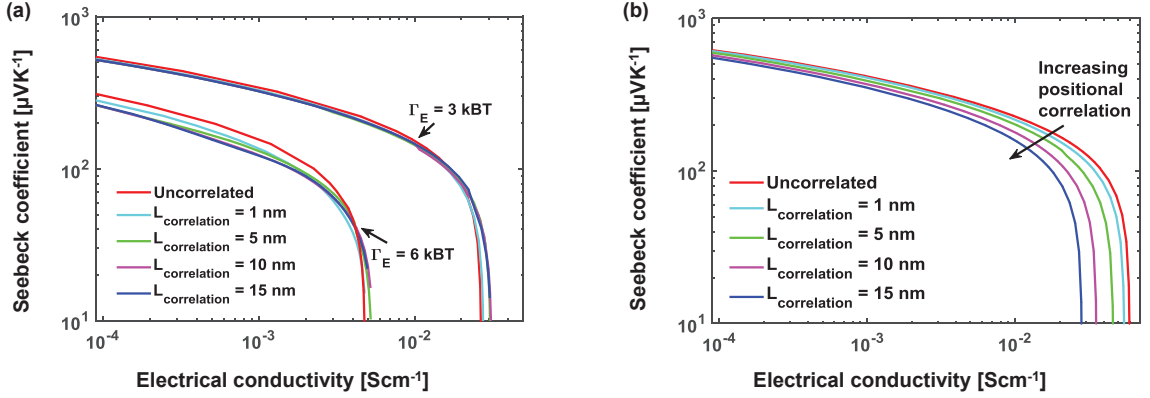 (a)
Seebeck coefficient [µVK⁻¹]
10³
10²
10¹
Γ_E = 3 kBT
Γ_E = 6 kBT
Uncorrelated
L_correlation = 1 nm
L_correlation = 5 nm
L_correlation = 10 nm
L_correlation = 15 nm
10⁻⁴
10⁻³
10⁻²
Electrical conductivity [Scm⁻¹]
(b)
Seebeck coefficient [µVK⁻¹]
10³
10²
10¹
Increasing
positional
correlation
Uncorrelated
L_correlation = 1 nm
L_correlation = 5 nm
L_correlation = 10 nm
L_correlation = 15 nm
10⁻⁴
10⁻³
10⁻²
Electrical conductivity [Scm⁻¹]